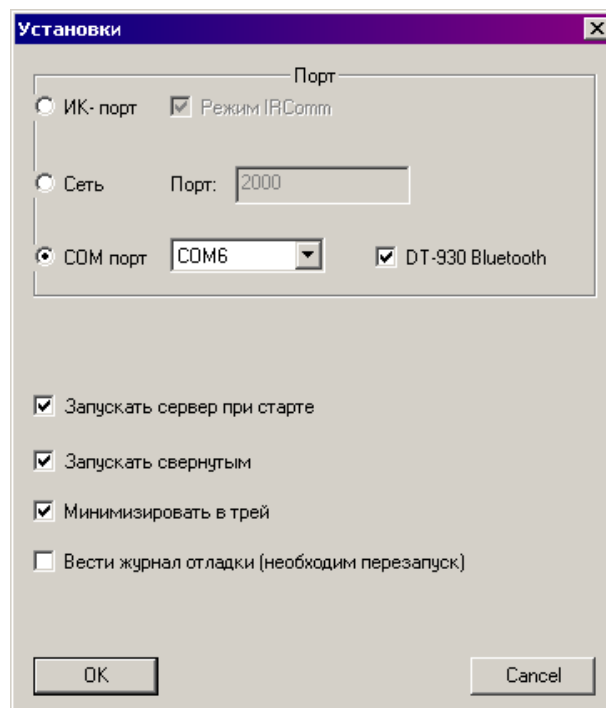 Установки
Порт
ИК- порт Режим IRComm
Сеть Порт: 2000
COM порт COM6 DT-930 Bluetooth
Запускать сервер при старте
Запускать свернутым
Минимизировать в трей
Вести журнал отладки (необходим перезапуск)
OK Cancel